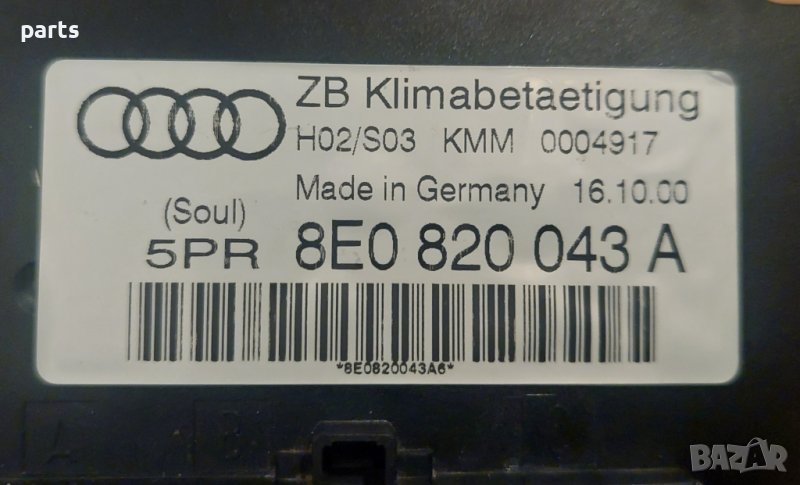 parts
ZB Klimabetaetigung
H02/S03 KMM 0004917
Made in Germany 16.10.00
(Soul)
5PR 8E0 820 043 A
*8E0820043A6*
BAZAR